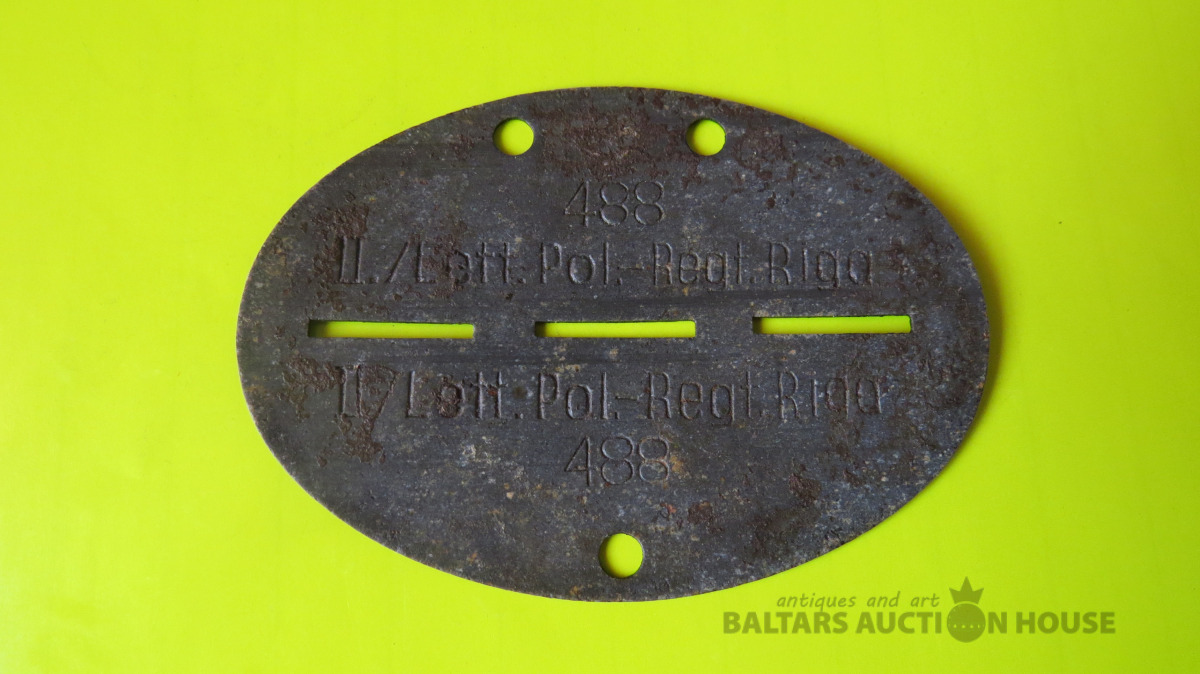 488
II./Lett. Pol.-Regt. Riga
II./Lett. Pol.-Regt. Riga
488
antiques and art
BALTARS AUCTION HOUSE